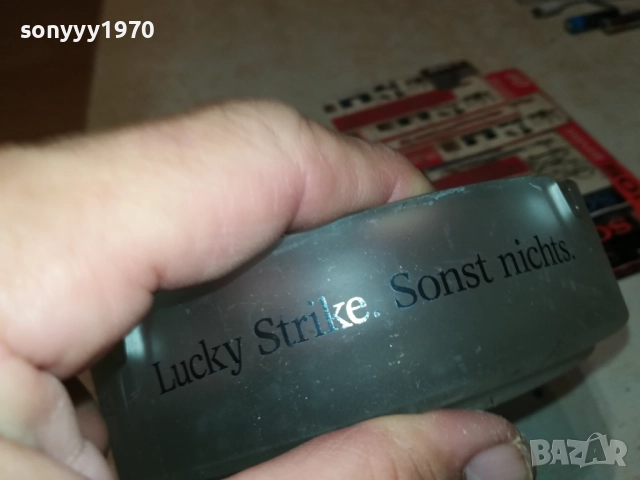 sonyyy1970
Lucky Strike. Sonst nichts.
BAZAR